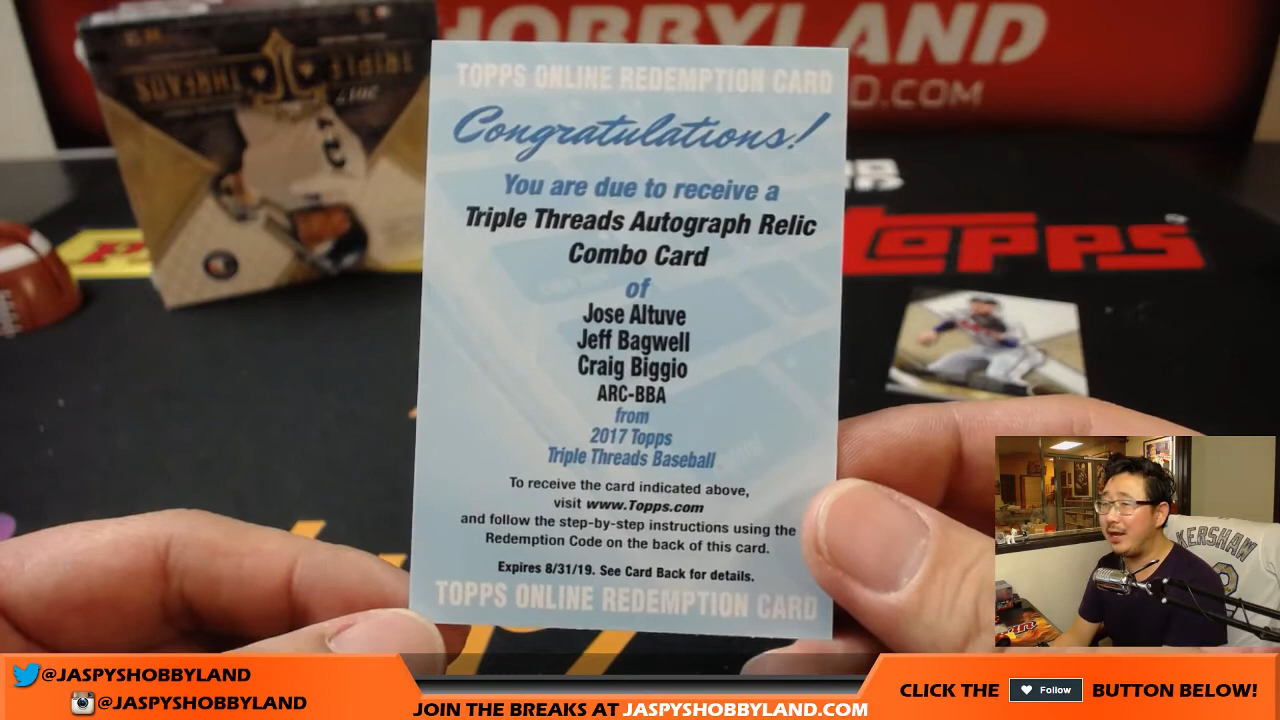 HOBBYLAND
D.COM
2017
TRIPLE THREADS
TOPPS ONLINE REDEMPTION CARD
Congratulations!
You are due to receive a
Triple Threads Autograph Relic
Combo Card
of
Jose Altuve
Jeff Bagwell
Craig Biggio
ARC-BBA
from
2017 Topps
Triple Threads Baseball
To receive the card indicated above,
visit www.Topps.com
and follow the step-by-step instructions using the
Redemption Code on the back of this card.
Expires 8/31/19. See Card Back for details.
TOPPS ONLINE REDEMPTION CARD
TOPPS
KERSHAW
@JASPYSHOBBYLAND
@JASPYSHOBBYLAND
JOIN THE BREAKS AT JASPYSHOBBYLAND.COM
CLICK THE Follow BUTTON BELOW!